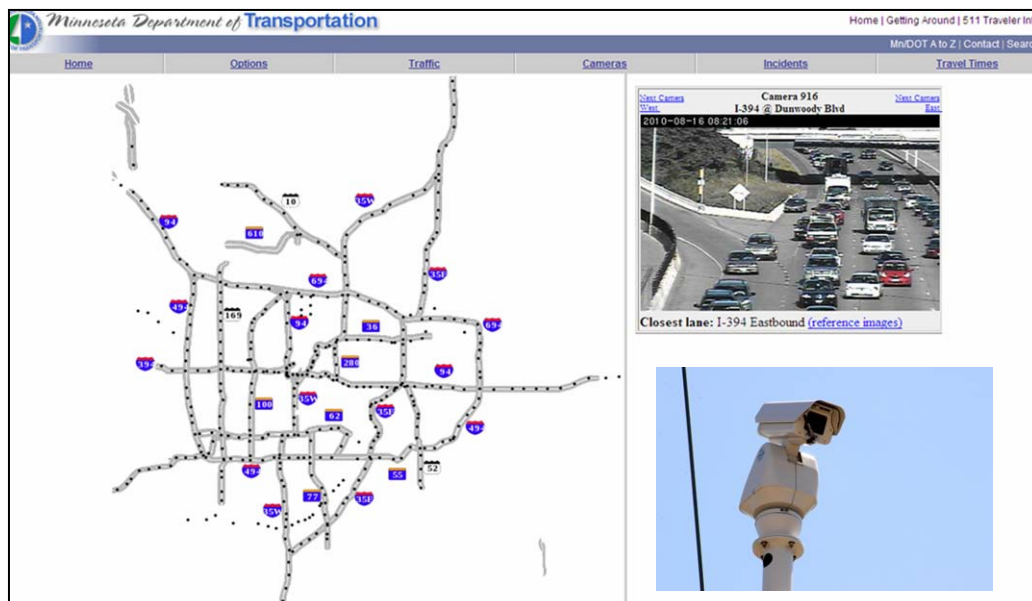 Minnesota Department of Transportation
Home | Getting Around | 511 Traveler In
Mn/DOT A to Z | Contact | Sear
Home Options Traffic Cameras Incidents Travel Times
Next Camera West
Camera 916
I-394 @ Dunwoody Blvd
Next Camera East
2010-08-16 08:21:06
Closest lane: I-394 Eastbound (reference images)
10
35W
94
610
35E
694
494
169
94
36
694
280
394
94
100
35W
62
35E
494
494
55
52
77
35W
35E